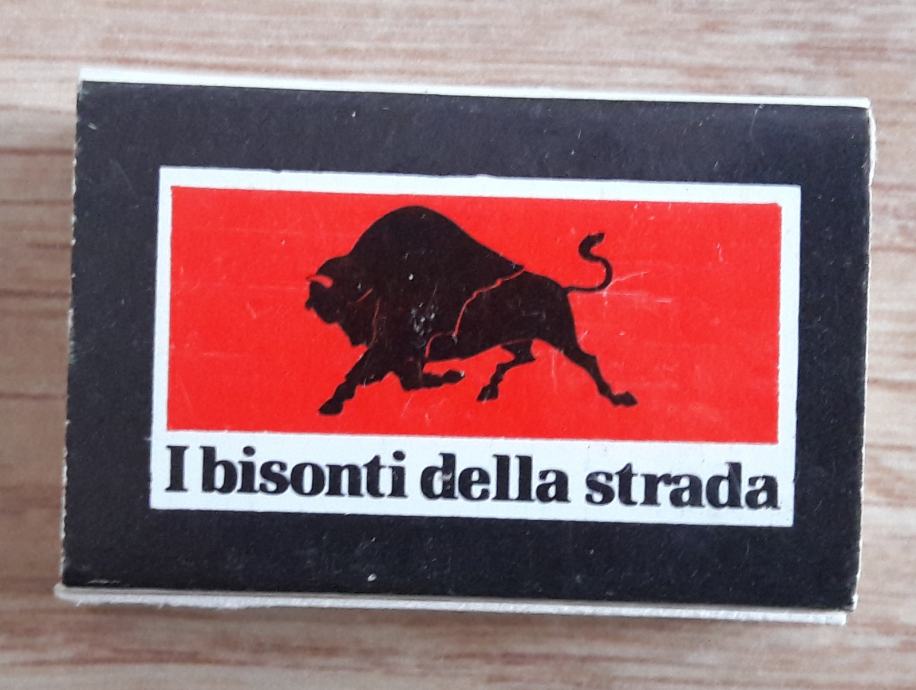 I bisonti della strada